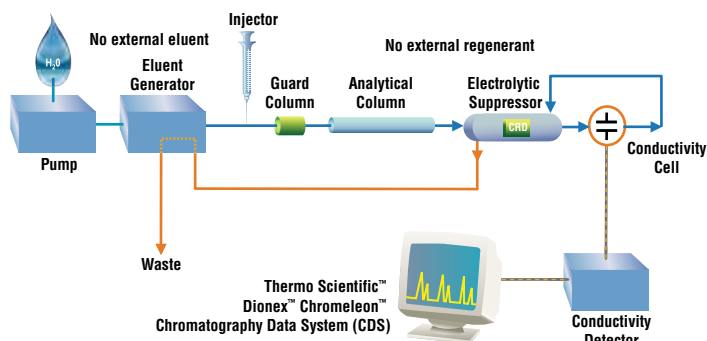 Injector
No external eluent
No external regenerant
H2O
Eluent
Generator
Guard
Column
Analytical
Column
Electrolytic
Suppressor
CRD
Pump
Conductivity
Cell
Waste
Thermo Scientific™
Dionex™ Chromeleon™
Chromatography Data System (CDS)
Conductivity
Detector